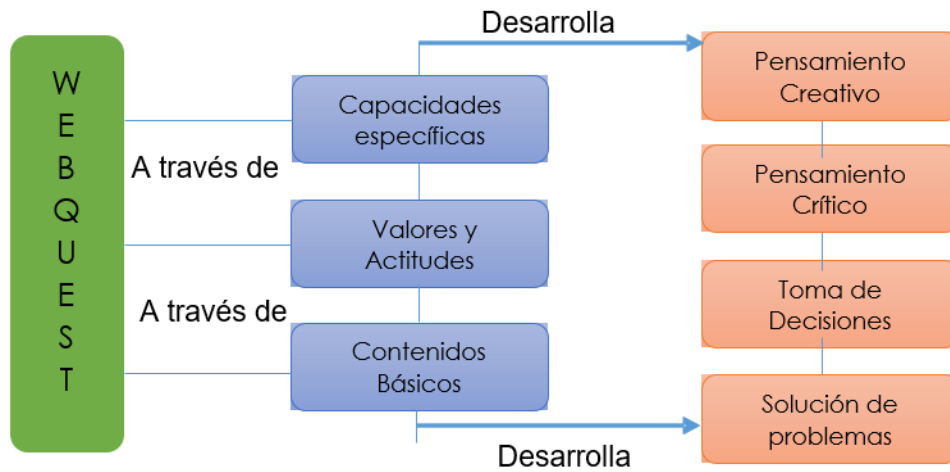 WEBQUEST
Desarrolla
Capacidades
específicas
A través de
Valores y
Actitudes
A través de
Contenidos
Básicos
Desarrolla
Pensamiento
Creativo
Pensamiento
Crítico
Toma de
Decisiones
Solución de
problemas